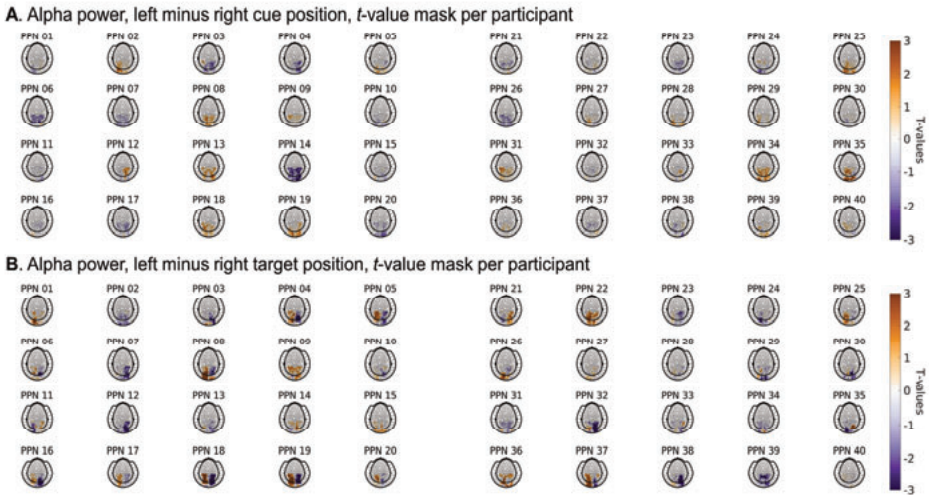 A. Alpha power, left minus right cue position, t-value mask per participant
PPN 01 PPN 02 PPN 03 PPN 04 PPN 05 PPN 21 PPN 22 PPN 23 PPN 24 PPN 25
PPN 06 PPN 07 PPN 08 PPN 09 PPN 10 PPN 26 PPN 27 PPN 28 PPN 29 PPN 30
PPN 11 PPN 12 PPN 13 PPN 14 PPN 15 PPN 31 PPN 32 PPN 33 PPN 34 PPN 35
PPN 16 PPN 17 PPN 18 PPN 19 PPN 20 PPN 36 PPN 37 PPN 38 PPN 39 PPN 40
3
2
1
0
-1
-2
-3
T-values
B. Alpha power, left minus right target position, t-value mask per participant
PPN 01 PPN 02 PPN 03 PPN 04 PPN 05 PPN 21 PPN 22 PPN 23 PPN 24 PPN 25
PPN 06 PPN 07 PPN 08 PPN 09 PPN 10 PPN 26 PPN 27 PPN 28 PPN 29 PPN 30
PPN 11 PPN 12 PPN 13 PPN 14 PPN 15 PPN 31 PPN 32 PPN 33 PPN 34 PPN 35
PPN 16 PPN 17 PPN 18 PPN 19 PPN 20 PPN 36 PPN 37 PPN 38 PPN 39 PPN 40
3
2
1
0
-1
-2
-3
T-values